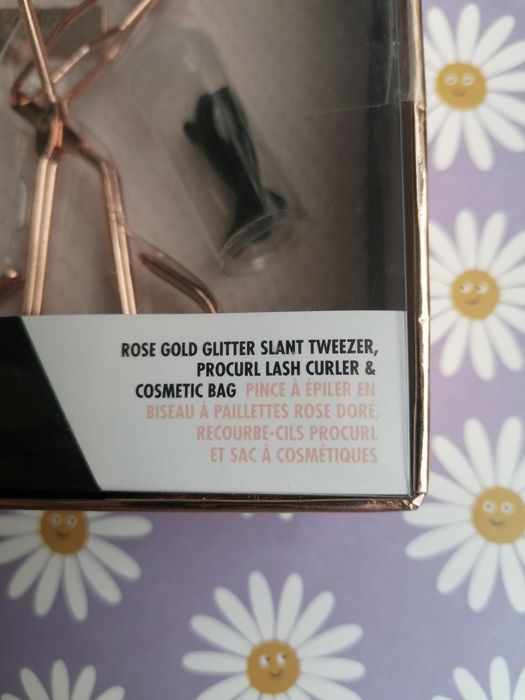 ROSE GOLD GLITTER SLANT TWEEZER,
PROCURL LASH CURLER &
COSMETIC BAG PINCE À ÉPILER EN
BISEAU À PAILLETTES ROSE DORÉ,
RECOURBE-CILS PROCURL
ET SAC À COSMÉTIQUES